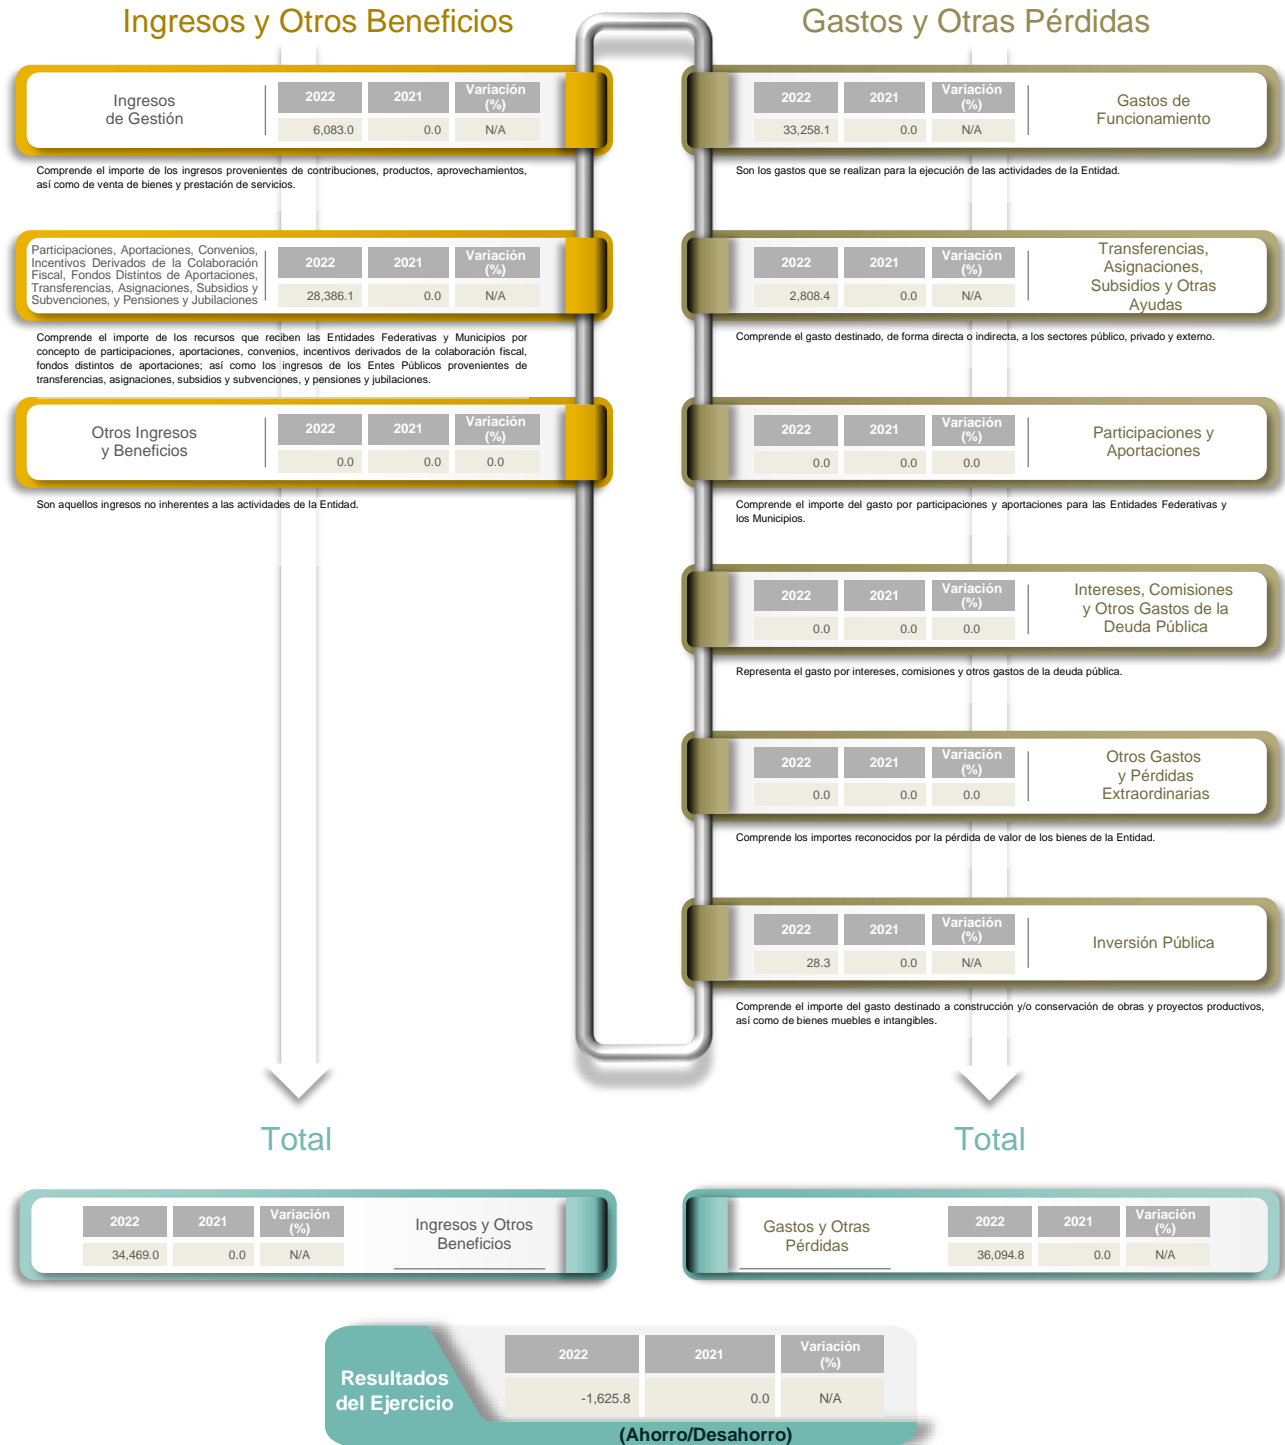 Ingresos y Otros Beneficios
Ingresos
de Gestión
2022 2021 Variación
(%)
6,083.0 0.0 N/A
Comprende el importe de los ingresos provenientes de contribuciones, productos, aprovechamientos,
así como de venta de bienes y prestación de servicios.
Participaciones, Aportaciones, Convenios,
Incentivos Derivados de la Colaboración
Fiscal, Fondos Distintos de Aportaciones,
Transferencias, Asignaciones, Subsidios y
Subvenciones, y Pensiones y Jubilaciones
2022 2021 Variación
(%)
28,386.1 0.0 N/A
Comprende el importe de los recursos que reciben las Entidades Federativas y Municipios por
concepto de participaciones, aportaciones, convenios, incentivos derivados de la colaboración fiscal,
fondos distintos de aportaciones; así como los ingresos de los Entes Públicos provenientes de
transferencias, asignaciones, subsidios y subvenciones, y pensiones y jubilaciones.
Otros Ingresos
y Beneficios
2022 2021 Variación
(%)
0.0 0.0 0.0
Son aquellos ingresos no inherentes a las actividades de la Entidad.
Gastos y Otras Pérdidas
2022 2021 Variación
(%)
33,258.1 0.0 N/A
Gastos de
Funcionamiento
Son los gastos que se realizan para la ejecución de las actividades de la Entidad.
2022 2021 Variación
(%)
2,808.4 0.0 N/A
Transferencias,
Asignaciones,
Subsidios y Otras
Ayudas
Comprende el gasto destinado, de forma directa o indirecta, a los sectores público, privado y externo.
2022 2021 Variación
(%)
0.0 0.0 0.0
Participaciones y
Aportaciones
Comprende el importe del gasto por participaciones y aportaciones para las Entidades Federativas y
los Municipios.
2022 2021 Variación
(%)
0.0 0.0 0.0
Intereses, Comisiones
y Otros Gastos de la
Deuda Pública
Representa el gasto por intereses, comisiones y otros gastos de la deuda pública.
2022 2021 Variación
(%)
0.0 0.0 0.0
Otros Gastos
y Pérdidas
Extraordinarias
Comprende los importes reconocidos por la pérdida de valor de los bienes de la Entidad.
2022 2021 Variación
(%)
28.3 0.0 N/A
Inversión Pública
Comprende el importe del gasto destinado a construcción y/o conservación de obras y proyectos productivos,
así como de bienes muebles e intangibles.
Total
2022 2021 Variación
(%)
34,469.0 0.0 N/A
Ingresos y Otros
Beneficios
Total
Gastos y Otras
Pérdidas
2022 2021 Variación
(%)
36,094.8 0.0 N/A
Resultados
del Ejercicio
2022 2021 Variación
(%)
-1,625.8 0.0 N/A
(Ahorro/Desahorro)